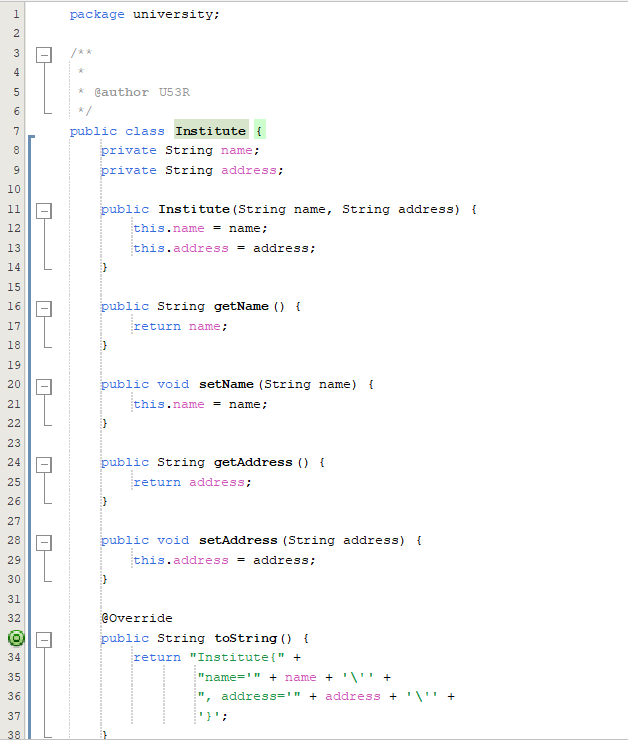 1 package university;
2
3 /**
4 *
5 * @author U53R
6 */
7 public class Institute {
8 private String name;
9 private String address;
10
11 public Institute(String name, String address) {
12 this.name = name;
13 this.address = address;
14 }
15
16 public String getName() {
17 return name;
18 }
19
20 public void setName(String name) {
21 this.name = name;
22 }
23
24 public String getAddress() {
25 return address;
26 }
27
28 public void setAddress(String address) {
29 this.address = address;
30 }
31
32 @Override
public String toString() {
34 return "Institute{" +
35 "name='" + name + '\'' +
36 ", address='" + address + '\'' +
37 '}';
38 }